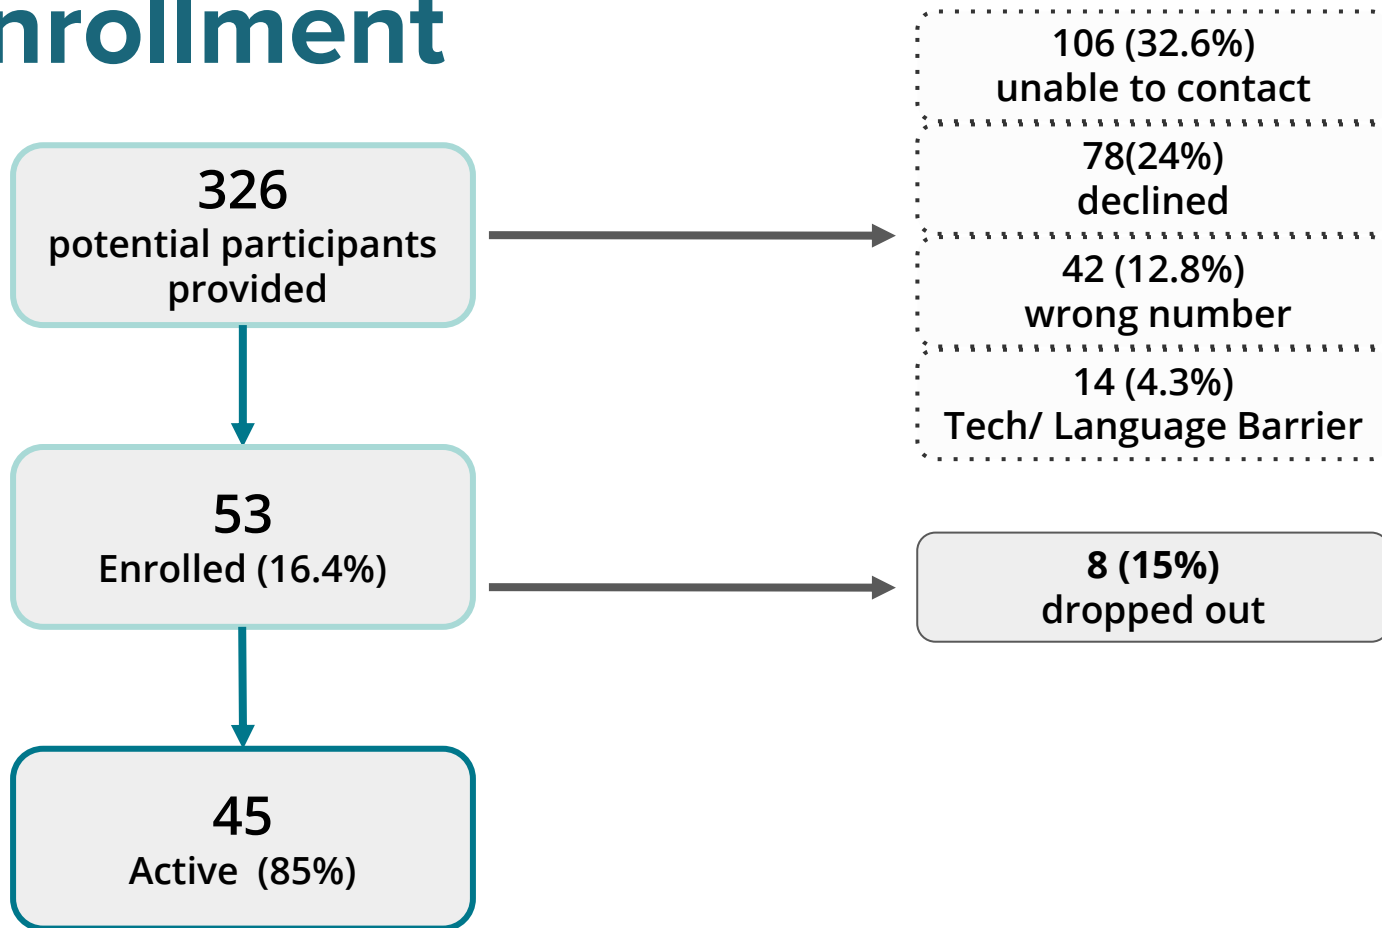 nrollment
326
potential participants
provided
106 (32.6%)
unable to contact
78(24%)
declined
42 (12.8%)
wrong number
14 (4.3%)
Tech/ Language Barrier
53
Enrolled (16.4%)
8 (15%)
dropped out
45
Active  (85%)